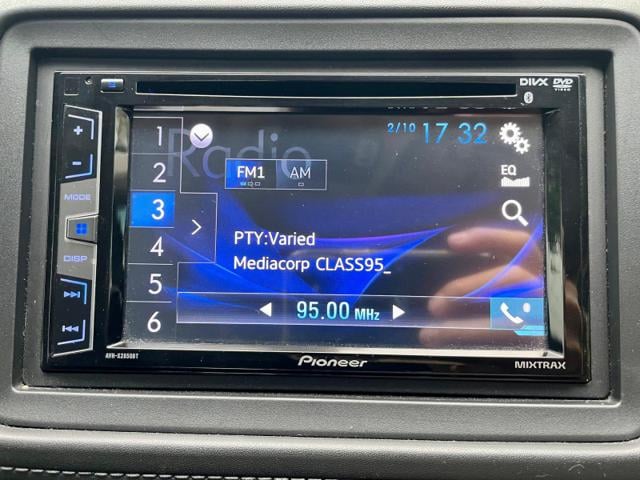 DIVX DVD
VIDEO
1
2
3
4
5
6
Radio
2/10 17 32
FM1 AM
EQ
PTY:Varied
Mediacorp CLASS95_
95.00 MHz
+
-
MODE
DISP
AVH-X2850BT
Pioneer
MIXTRAX